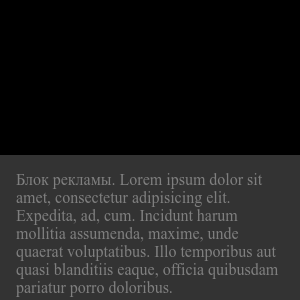 Блок рекламы. Lorem ipsum dolor sit
amet, consectetur adipisicing elit.
Expedita, ad, cum. Incidunt harum
mollitia assumenda, maxime, unde
quaerat voluptatibus. Illo temporibus aut
quasi blanditiis eaque, officia quibusdam
pariatur porro doloribus.